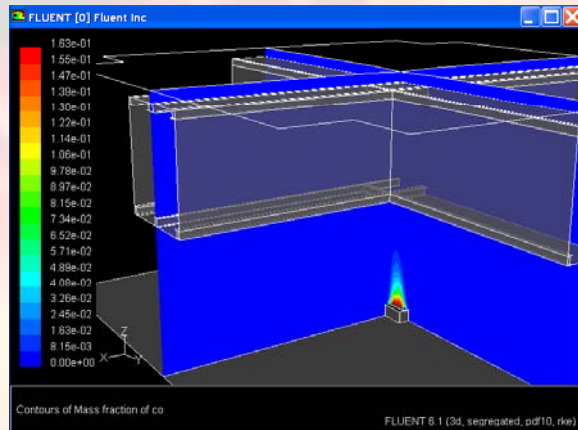 FLUENT [0] Fluent Inc
1.63e-01
1.55e-01
1.47e-01
1.39e-01
1.30e-01
1.22e-01
1.14e-01
1.06e-01
9.78e-02
8.97e-02
8.15e-02
7.34e-02
6.52e-02
5.71e-02
4.89e-02
4.08e-02
3.26e-02
2.45e-02
1.63e-02
8.15e-03
0.00e+00
Z
X
Y
Contours of Mass fraction of co
FLUENT 6.1 (3d, segregated, pdf10, rke)